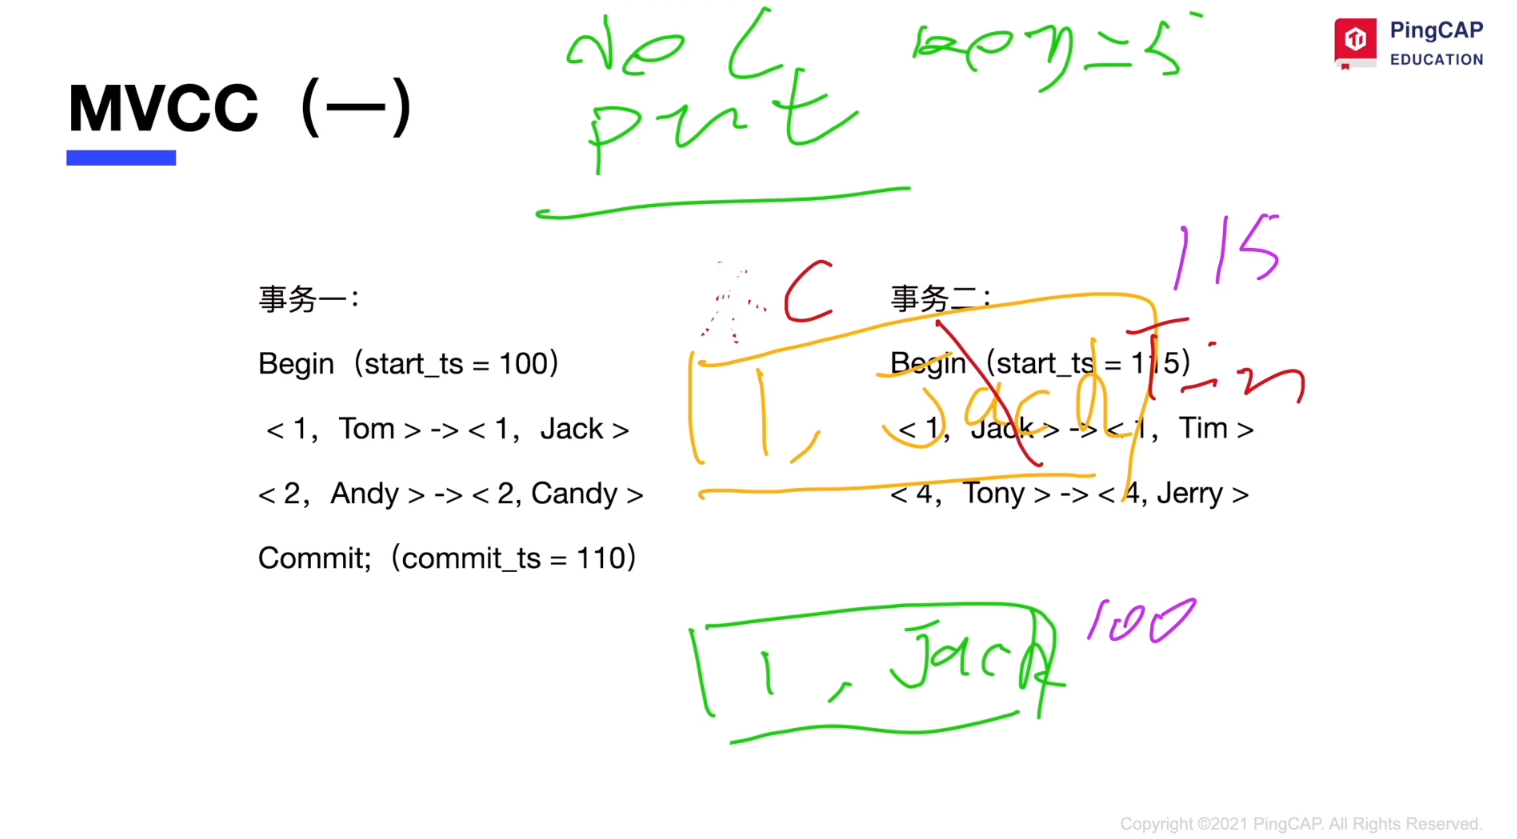 PingCAP
EDUCATION
MVCC（一）
del key=5
put
115
事务一：
Begin（start_ts = 100）
< 1， Tom > -> < 1， Jack >
< 2， Andy > -> < 2, Candy >
Commit;（commit_ts = 110）
C
事务二：
Begin（start_ts = 115）
< 1， Jack > -> < 1， Tim >
< 4， Tony > -> < 4, Jerry >
1, Jack
Tim
1, Jack
100
Copyright ©2021 PingCAP. All Rights Reserved.